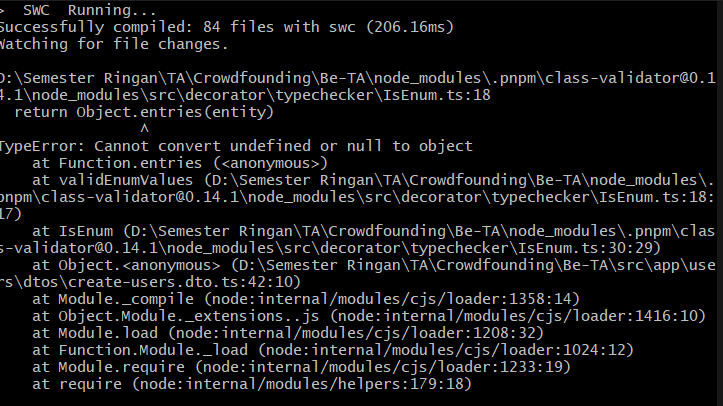 > SWC Running...
Successfully compiled: 84 files with swc (206.16ms)
Watching for file changes.
D:\Semester Ringan\TA\Crowdfounding\Be-TA\node_modules\.pnpm\class-validator@0.1
4.1\node_modules\src\decorator\typechecker\IsEnum.ts:18
return Object.entries(entity)
^
TypeError: Cannot convert undefined or null to object
at Function.entries (<anonymous>)
at validEnumValues (D:\Semester Ringan\TA\Crowdfounding\Be-TA\node_modules\.
pnpm\class-validator@0.14.1\node_modules\src\decorator\typechecker\IsEnum.ts:18:
17)
at IsEnum (D:\Semester Ringan\TA\Crowdfounding\Be-TA\node_modules\.pnpm\clas
s-validator@0.14.1\node_modules\src\decorator\typechecker\IsEnum.ts:30:29)
at Object.<anonymous> (D:\Semester Ringan\TA\Crowdfounding\Be-TA\src\app\use
rs\dtos\create-users.dto.ts:42:10)
at Module._compile (node:internal/modules/cjs/loader:1358:14)
at Object.Module._extensions..js (node:internal/modules/cjs/loader:1416:10)
at Module.load (node:internal/modules/cjs/loader:1208:32)
at Function.Module._load (node:internal/modules/cjs/loader:1024:12)
at Module.require (node:internal/modules/cjs/loader:1233:19)
at require (node:internal/modules/helpers:179:18)